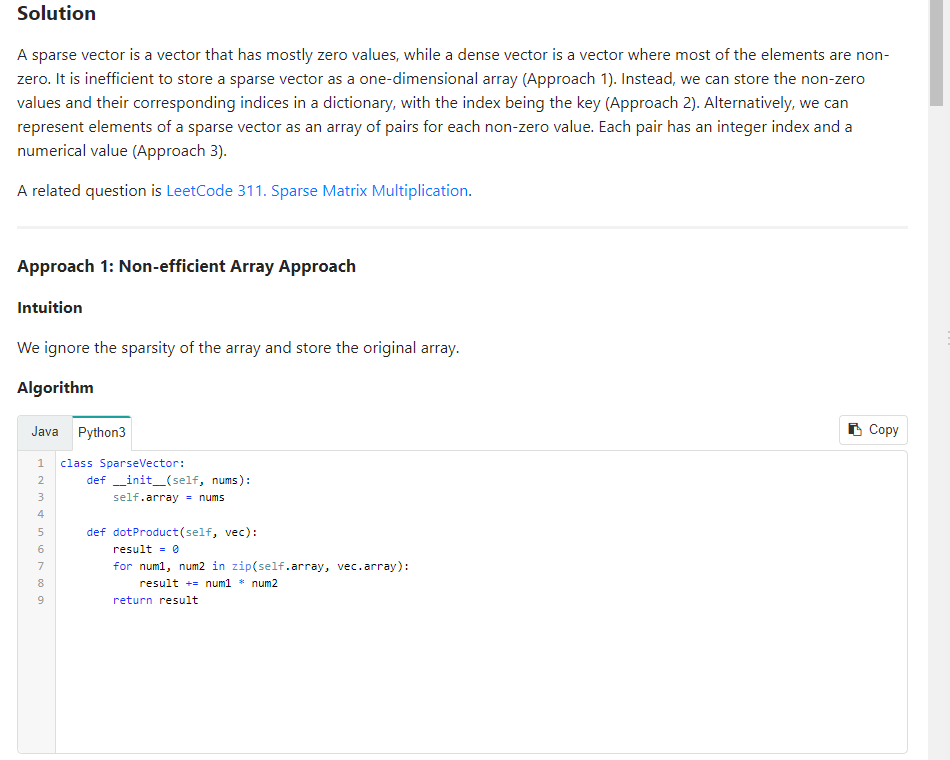 Solution
A sparse vector is a vector that has mostly zero values, while a dense vector is a vector where most of the elements are non-
zero. It is inefficient to store a sparse vector as a one-dimensional array (Approach 1). Instead, we can store the non-zero
values and their corresponding indices in a dictionary, with the index being the key (Approach 2). Alternatively, we can
represent elements of a sparse vector as an array of pairs for each non-zero value. Each pair has an integer index and a
numerical value (Approach 3).
A related question is LeetCode 311. Sparse Matrix Multiplication.
Approach 1: Non-efficient Array Approach
Intuition
We ignore the sparsity of the array and store the original array.
Algorithm
Java Python3 Copy
1 class SparseVector:
2     def __init__(self, nums):
3         self.array = nums
4
5     def dotProduct(self, vec):
6         result = 0
7         for num1, num2 in zip(self.array, vec.array):
8             result += num1 * num2
9         return result